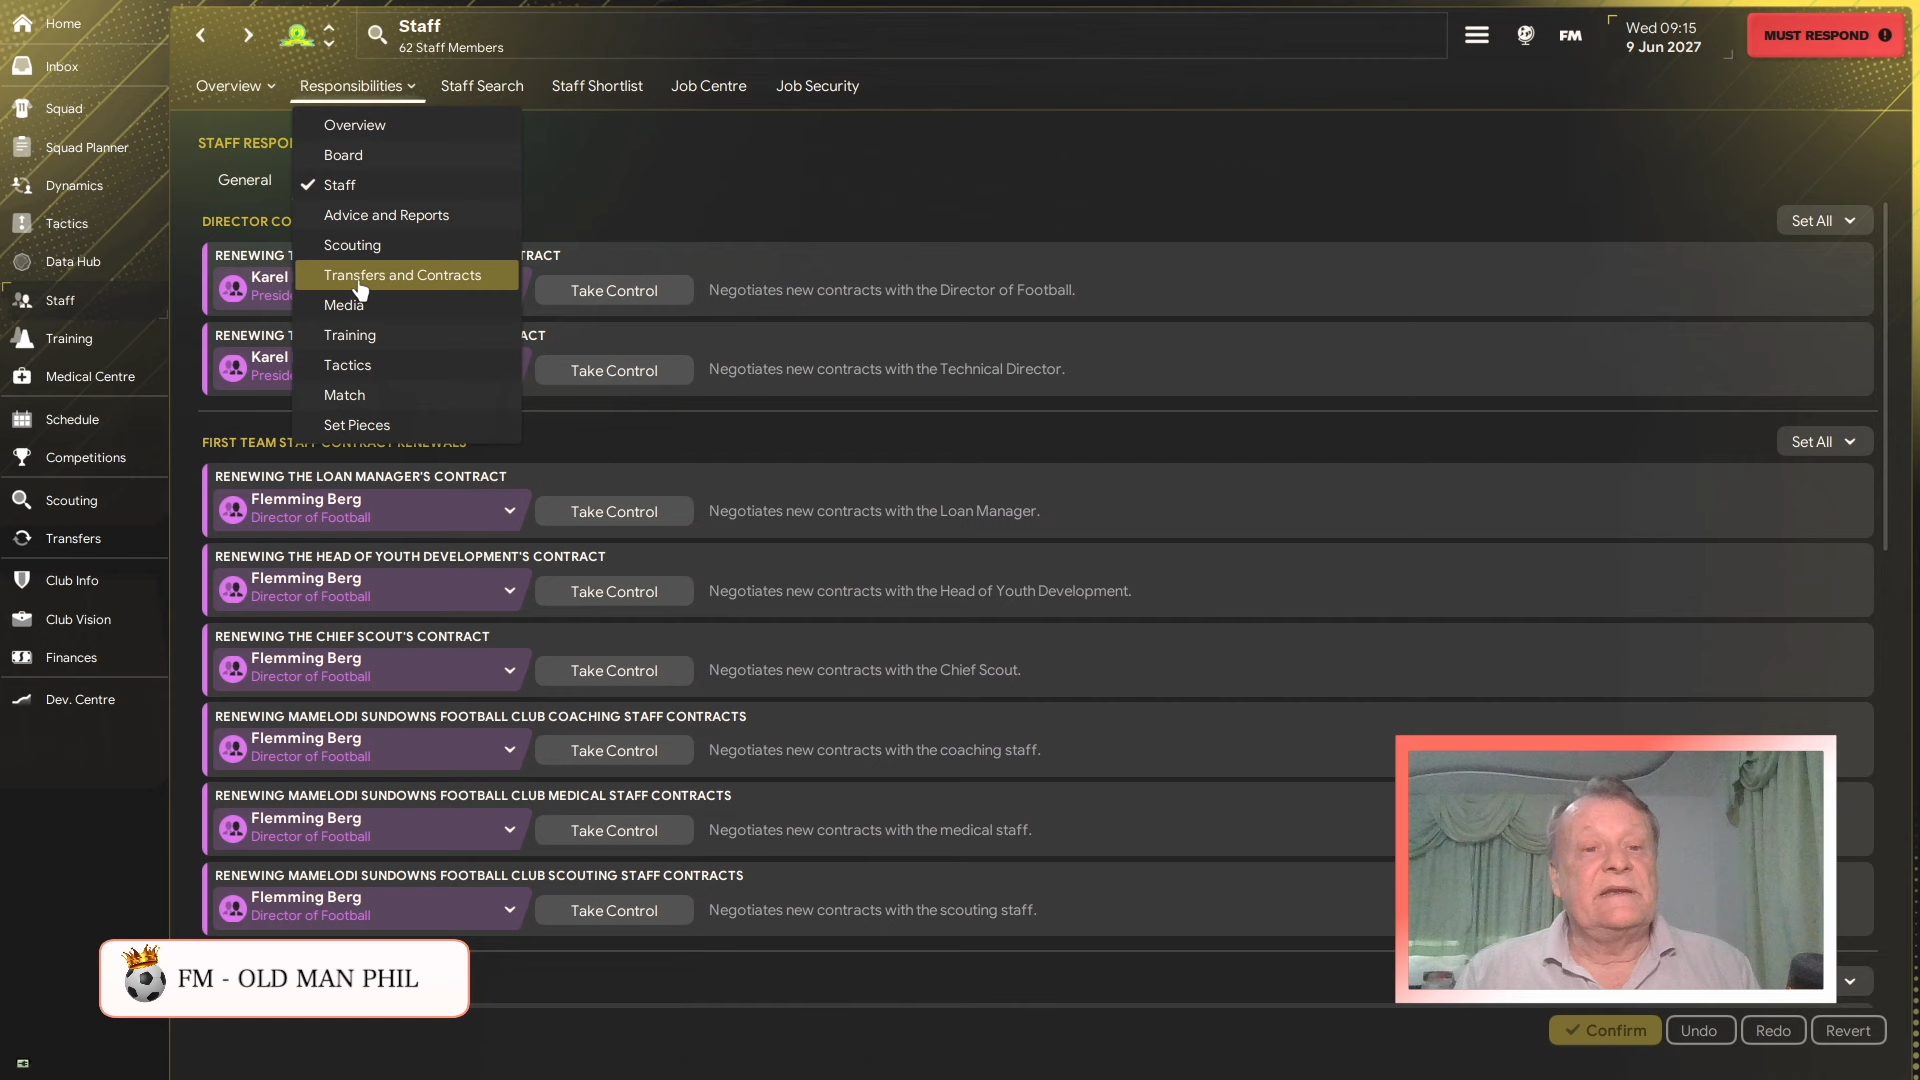 Home
Inbox
Squad
Squad Planner
Dynamics
Tactics
Data Hub
Staff
Training
Medical Centre
Schedule
Competitions
Scouting
Transfers
Club Info
Club Vision
Finances
Dev. Centre
Staff
62 Staff Members
FM
Wed 09:15
9 Jun 2027
MUST RESPOND
Overview
Responsibilities
Staff Search
Staff Shortlist
Job Centre
Job Security
Overview
Board
Staff
Advice and Reports
Scouting
Transfers and Contracts
Media
Training
Tactics
Match
Set Pieces
STAFF RESPO
General
DIRECTOR CO
Set All
RENEWING T TRACT
Karel
Preside
Take Control
Negotiates new contracts with the Director of Football.
RENEWING T ACT
Karel
Preside
Take Control
Negotiates new contracts with the Technical Director.
FIRST TEAM STAFF CONTRACT RENEWALS
Set All
RENEWING THE LOAN MANAGER'S CONTRACT
Flemming Berg
Director of Football
Take Control
Negotiates new contracts with the Loan Manager.
RENEWING THE HEAD OF YOUTH DEVELOPMENT'S CONTRACT
Flemming Berg
Director of Football
Take Control
Negotiates new contracts with the Head of Youth Development.
RENEWING THE CHIEF SCOUT'S CONTRACT
Flemming Berg
Director of Football
Take Control
Negotiates new contracts with the Chief Scout.
RENEWING MAMELODI SUNDOWNS FOOTBALL CLUB COACHING STAFF CONTRACTS
Flemming Berg
Director of Football
Take Control
Negotiates new contracts with the coaching staff.
RENEWING MAMELODI SUNDOWNS FOOTBALL CLUB MEDICAL STAFF CONTRACTS
Flemming Berg
Director of Football
Take Control
Negotiates new contracts with the medical staff.
RENEWING MAMELODI SUNDOWNS FOOTBALL CLUB SCOUTING STAFF CONTRACTS
Flemming Berg
Director of Football
Take Control
Negotiates new contracts with the scouting staff.
FM - OLD MAN PHIL
Confirm
Undo
Redo
Revert